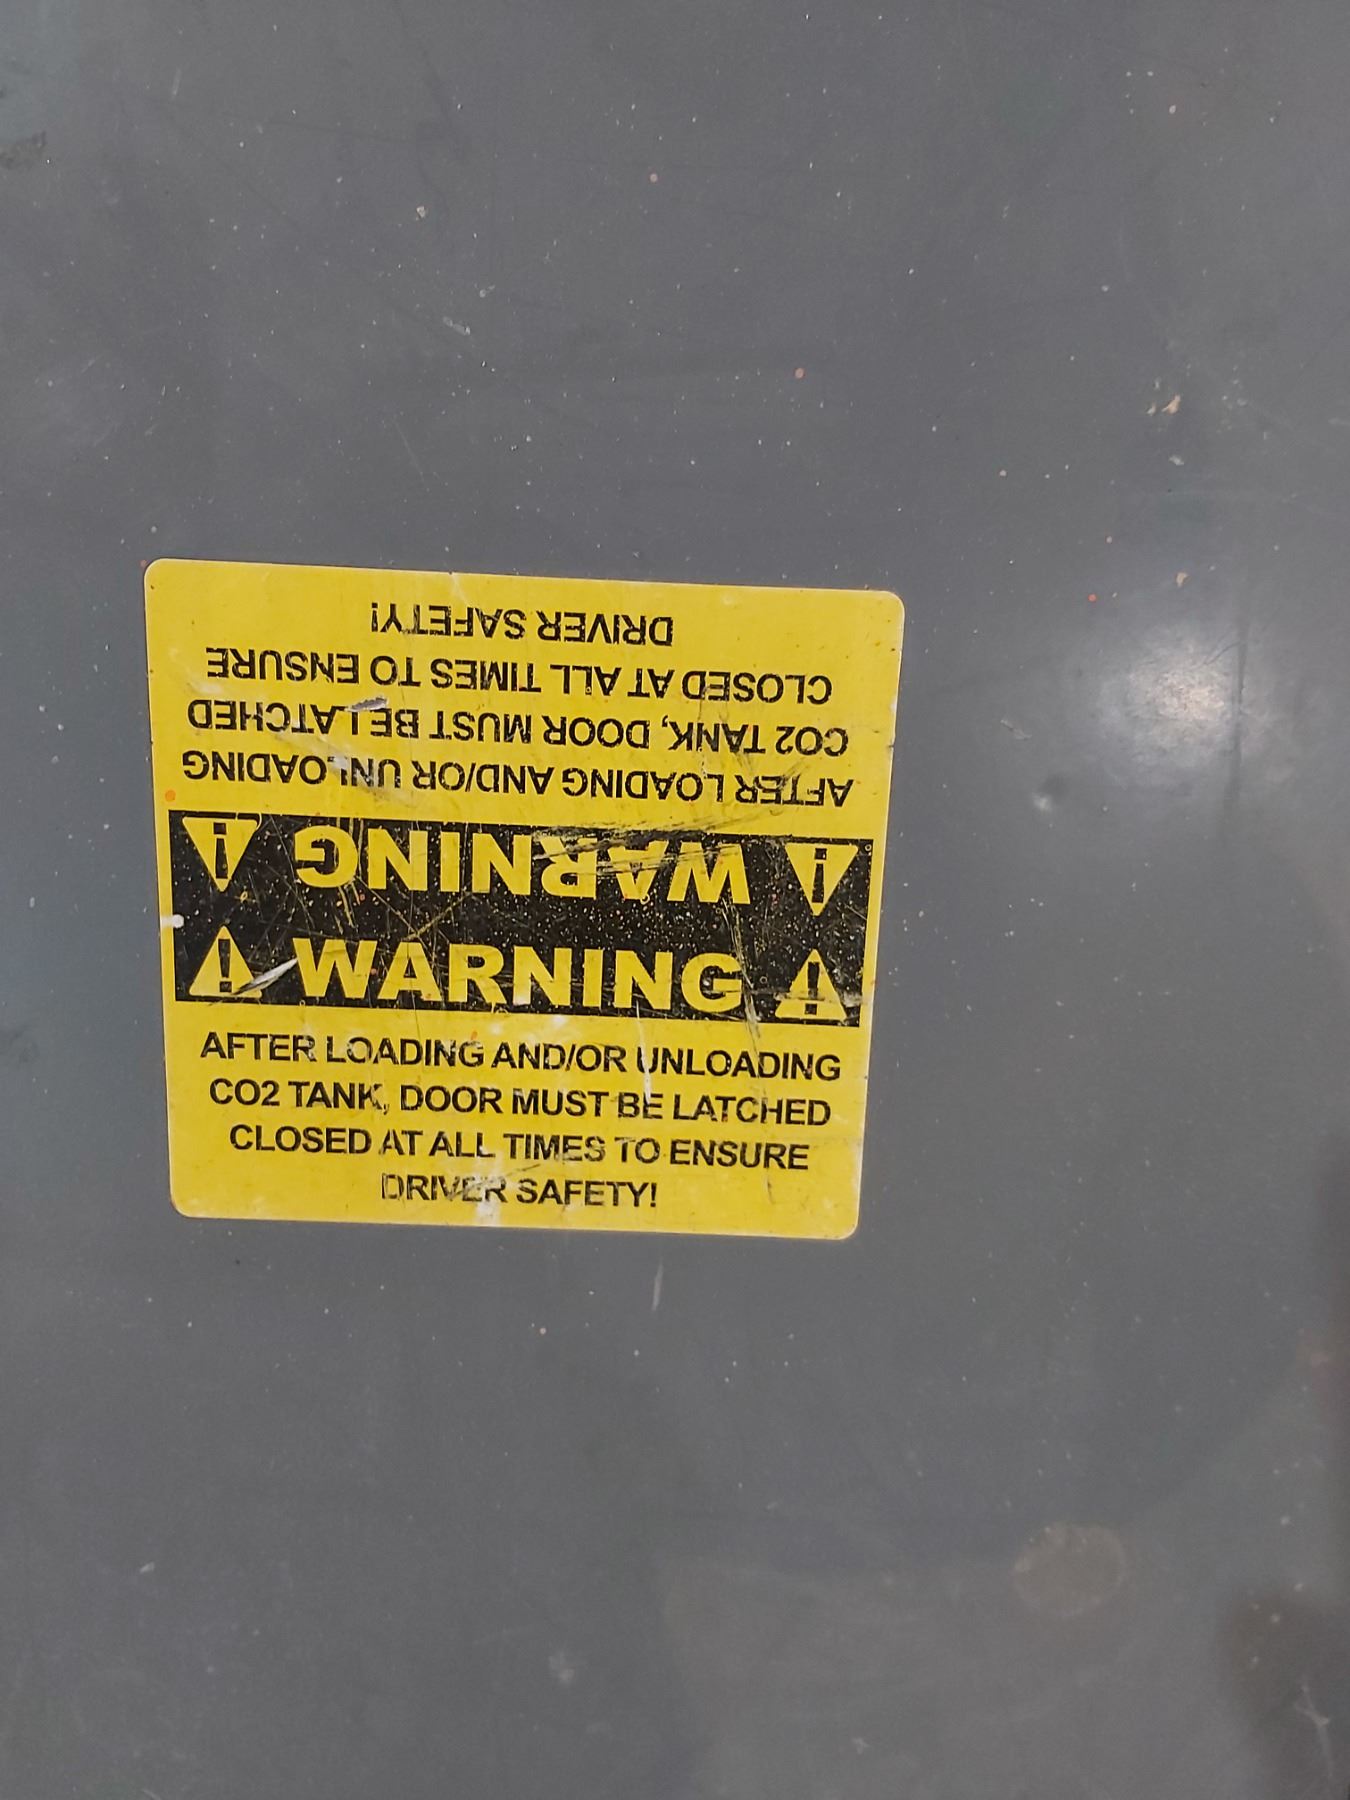 AFTER LOADING AND/OR UNLOADING
CO2 TANK, DOOR MUST BE LATCHED
CLOSED AT ALL TIMES TO ENSURE
DRIVER SAFETY!
WARNING
WARNING
AFTER LOADING AND/OR UNLOADING
CO2 TANK, DOOR MUST BE LATCHED
CLOSED AT ALL TIMES TO ENSURE
DRIVER SAFETY!